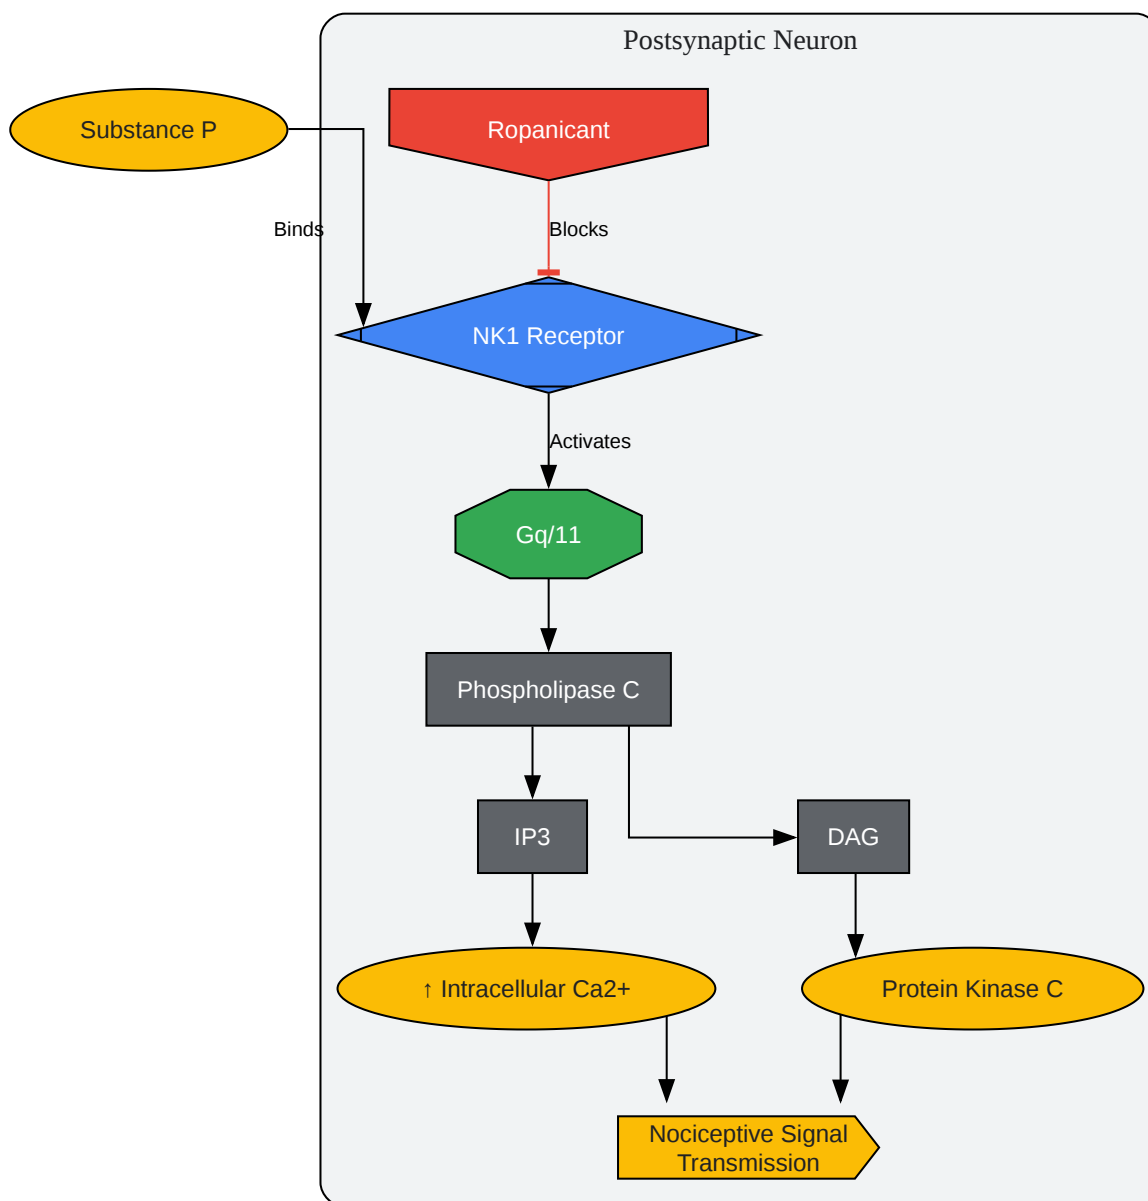 Postsynaptic Neuron
Substance P
Ropanicant
Binds
Blocks
NK1 Receptor
Activates
Gq/11
Phospholipase C
IP3
DAG
↑ Intracellular Ca2+
Protein Kinase C
Nociceptive Signal
Transmission